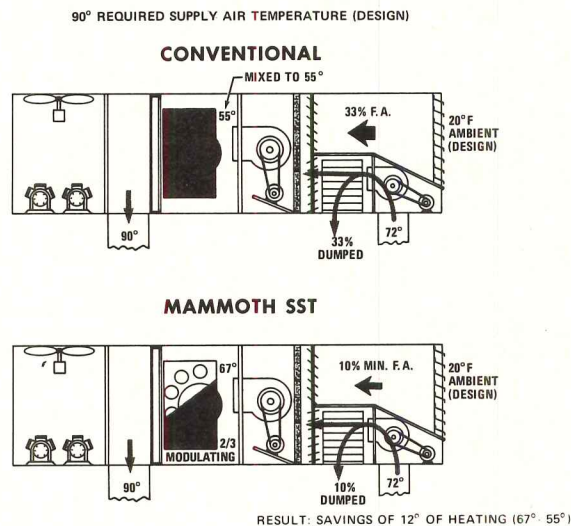 90° REQUIRED SUPPLY AIR TEMPERATURE (DESIGN)
CONVENTIONAL
MIXED TO 55°
55°
33% F.A.
20°F
AMBIENT
(DESIGN)
90°
33%
DUMPED
72°
MAMMOTH SST
67°
10% MIN. F.A.
20°F
AMBIENT
(DESIGN)
2/3
MODULATING
90°
10%
DUMPED
72°
RESULT: SAVINGS OF 12° OF HEATING (67°- 55°)